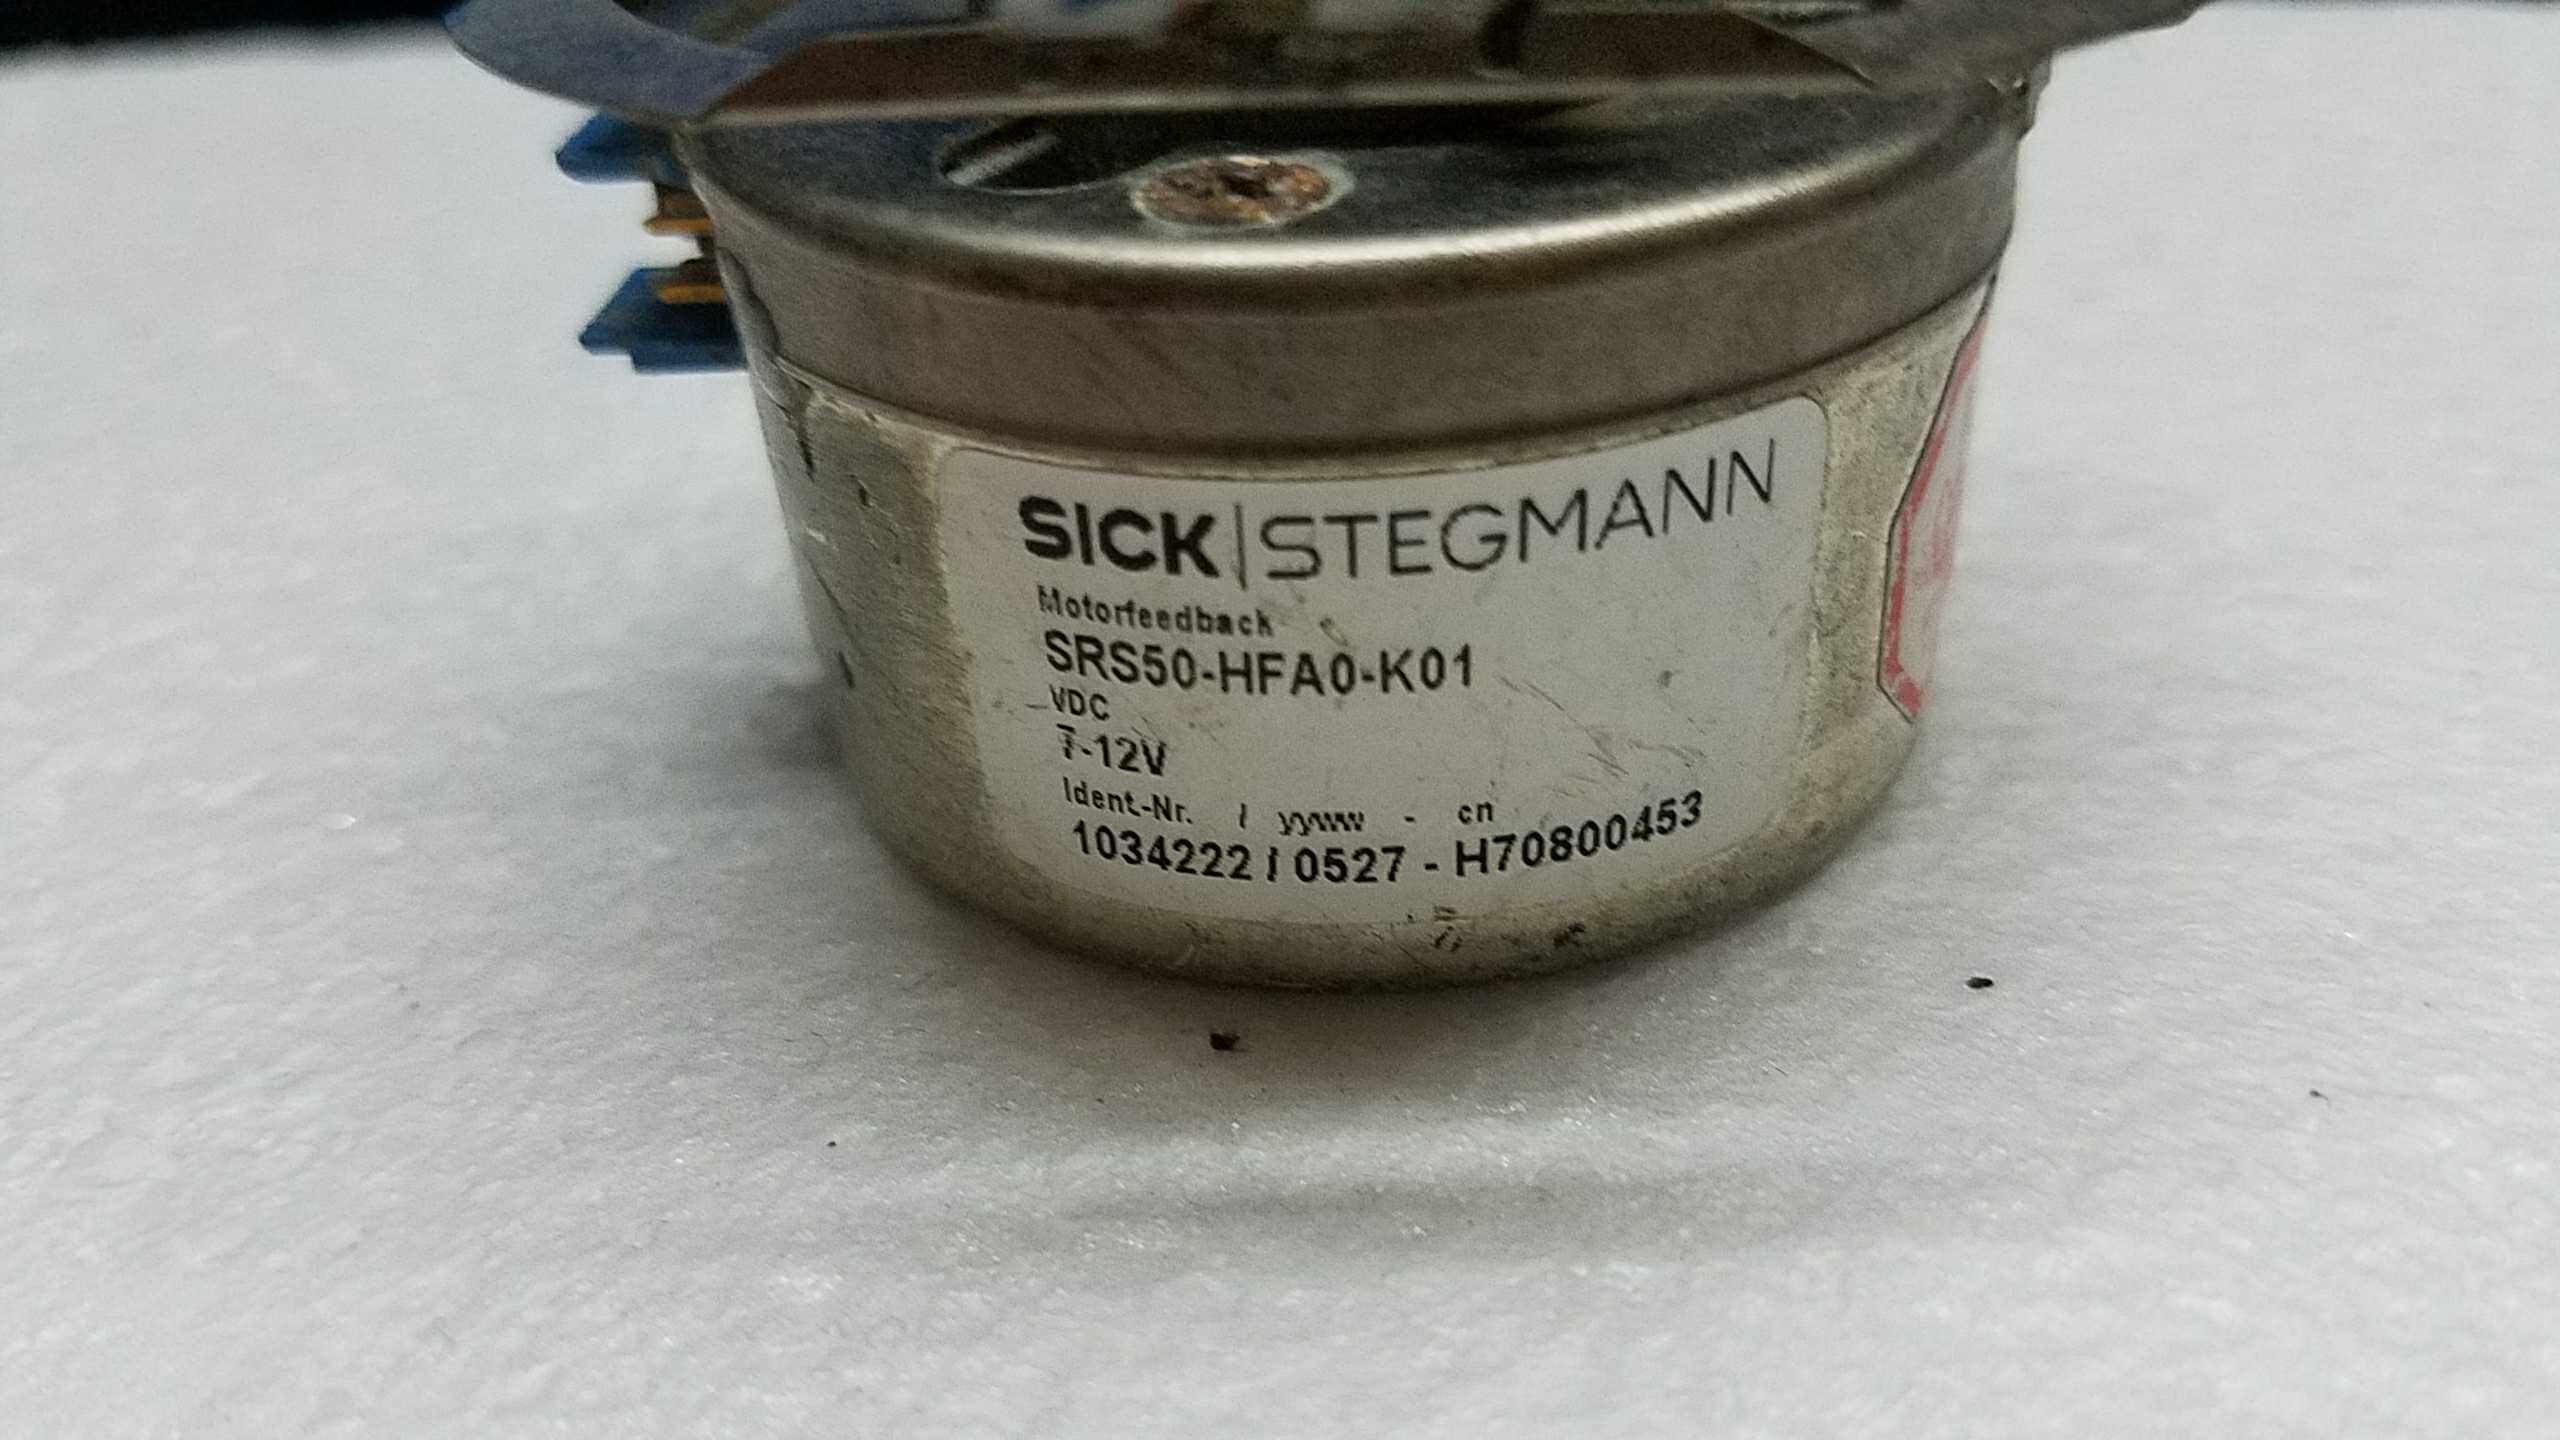 SICK|STEGMANN
Motorfeedback
SRS50-HFA0-K01
VDC
7-12V
Ident.-Nr. / yyww - cn
1034222 / 0527 - H70800453